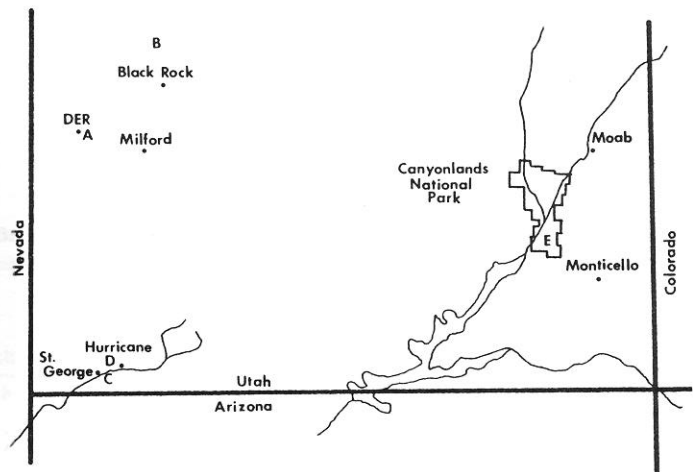 B
Black Rock
DER
A
Milford
Moab
Canyonlands
National
Park
E
Monticello
Nevada
Colorado
St.
George
Hurricane
D
C
Utah
Arizona